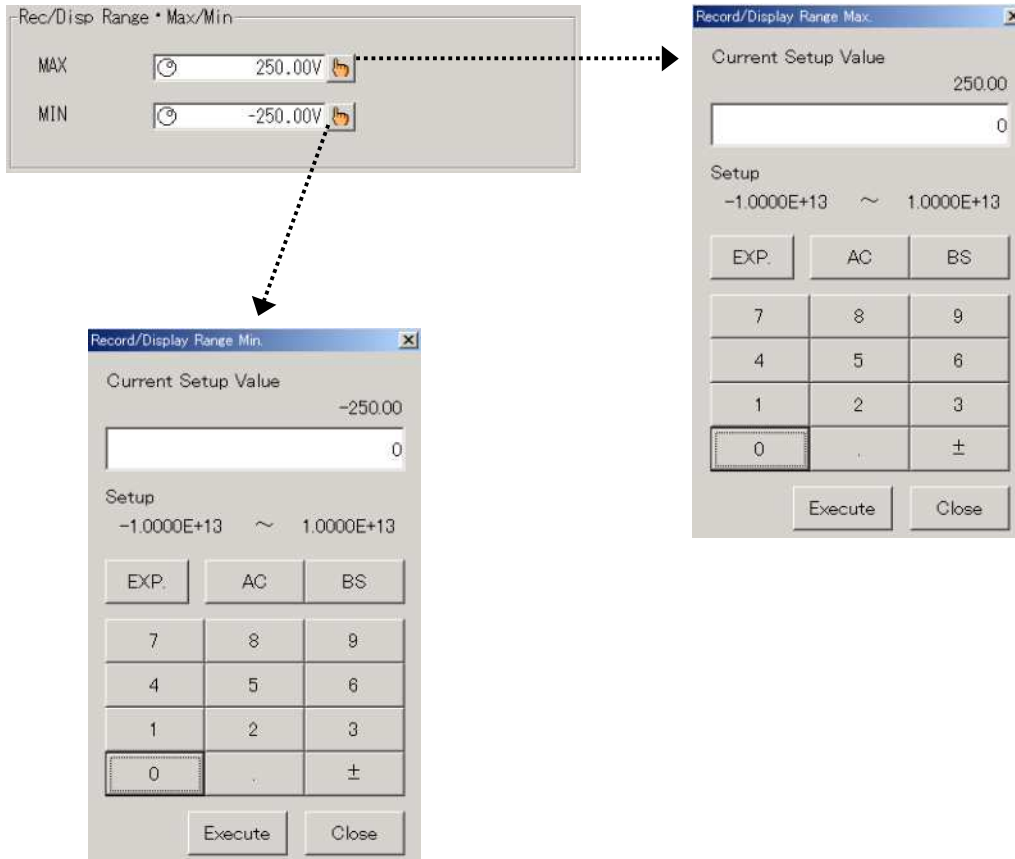 Rec/Disp Range・Max/Min
MAX 250.00V
MIN -250.00V
Record/Display Range Max.
Current Setup Value
250.00
0
Setup
-1.0000E+13 ～ 1.0000E+13
EXP. AC BS
7 8 9
4 5 6
1 2 3
0 . ±
Execute Close
Record/Display Range Min.
Current Setup Value
-250.00
0
Setup
-1.0000E+13 ～ 1.0000E+13
EXP. AC BS
7 8 9
4 5 6
1 2 3
0 . ±
Execute Close